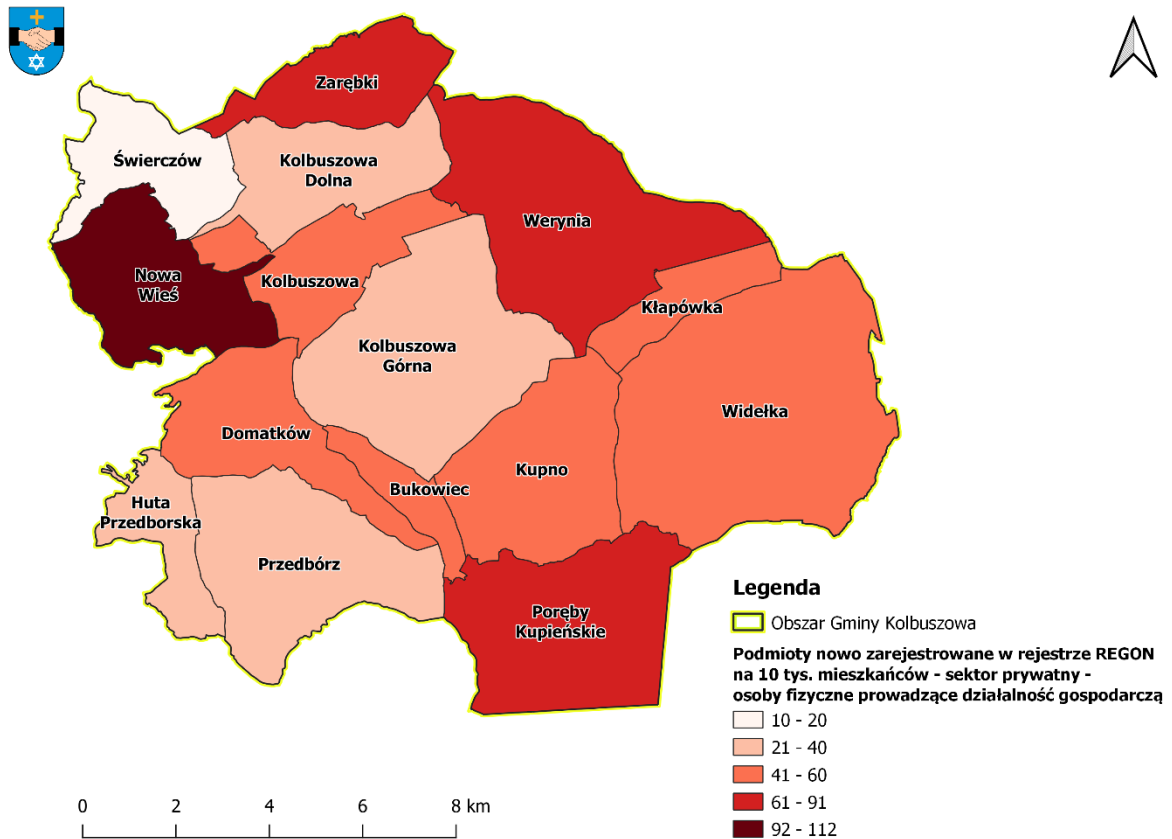 Zarębki
Świerczów
Kolbuszowa
Dolna
Werynia
Nowa
Wieś
Kolbuszowa
Kłapówka
Kolbuszowa
Górna
Widełka
Domatków
Kupno
Bukowiec
Huta
Przedborska
Przedbórz
Poręby
Kupieńskie
Legenda
Obszar Gminy Kolbuszowa
Podmioty nowo zarejestrowane w rejestrze REGON
na 10 tys. mieszkańców - sektor prywatny -
osoby fizyczne prowadzące działalność gospodarczą
10 - 20
21 - 40
41 - 60
61 - 91
92 - 112
0 2 4 6 8 km